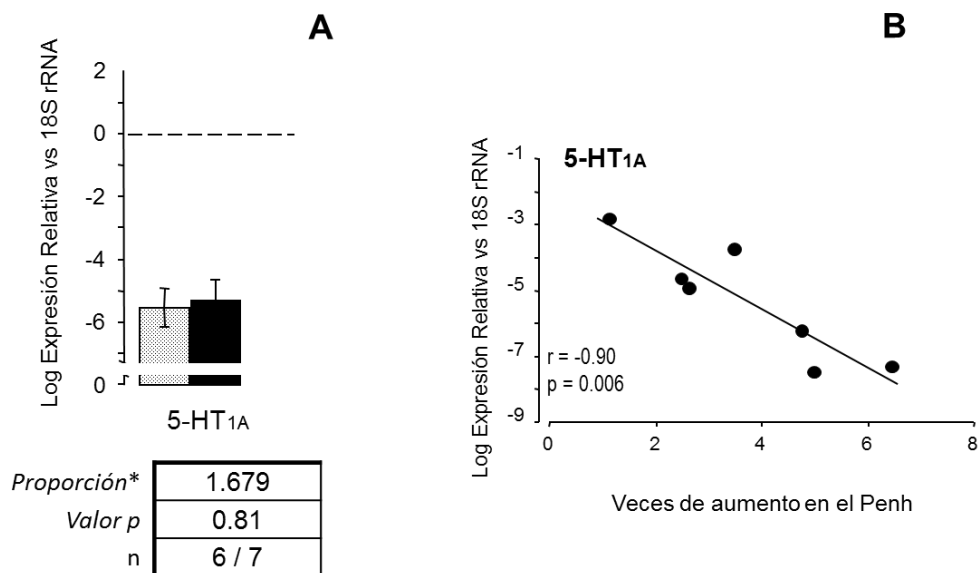 A
Log Expresión Relativa vs 18S rRNA
2
0
-2
-4
-6
0
5-HT1A
Proporción* 1.679
Valor p 0.81
n 6 / 7
B
Log Expresión Relativa vs 18S rRNA
-1
-3
-5
-7
-9
5-HT1A
r = -0.90
p = 0.006
0 2 4 6 8
Veces de aumento en el Penh